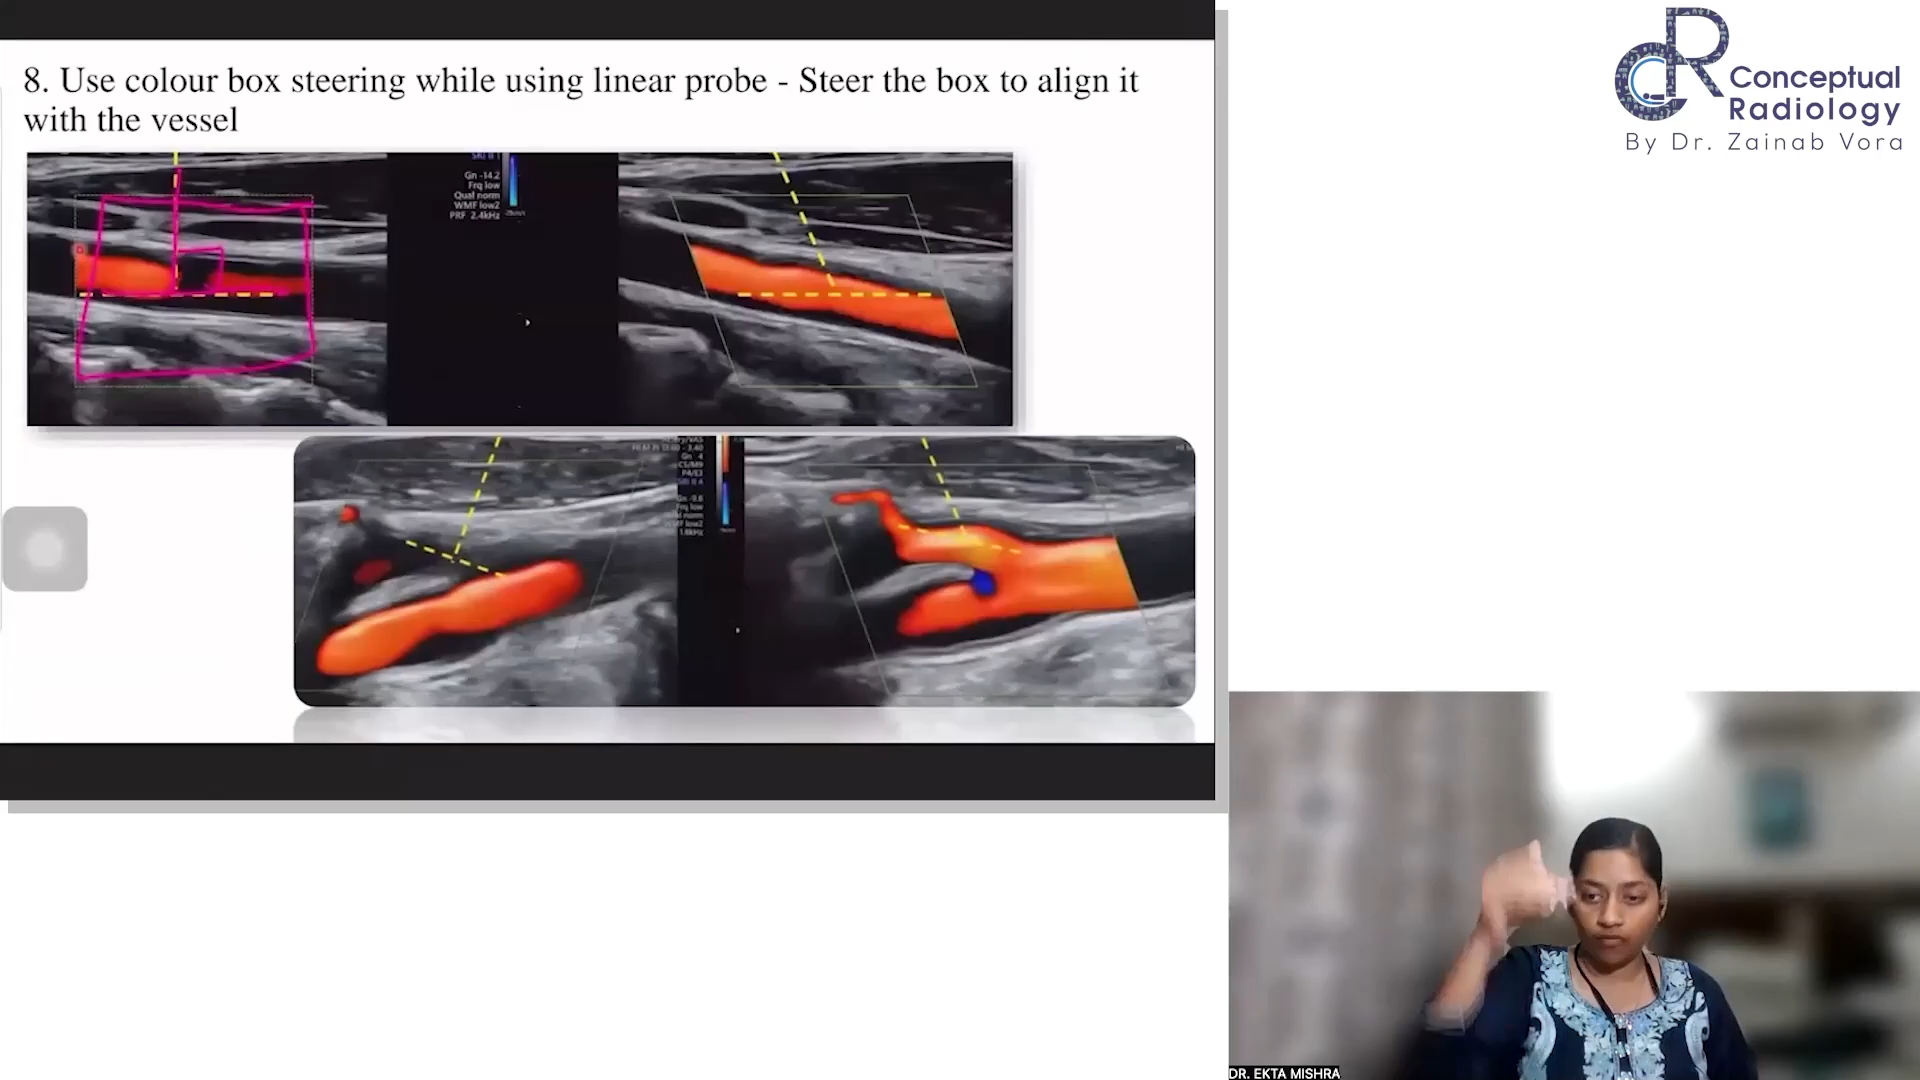 8. Use colour box steering while using linear probe - Steer the box to align it
with the vessel
Gn -14.2
Frq low
Qual norm
WMF low2
PRF 2.4kHz
CR
Conceptual
Radiology
By Dr. Zainab Vora
DR. EKTA MISHRA